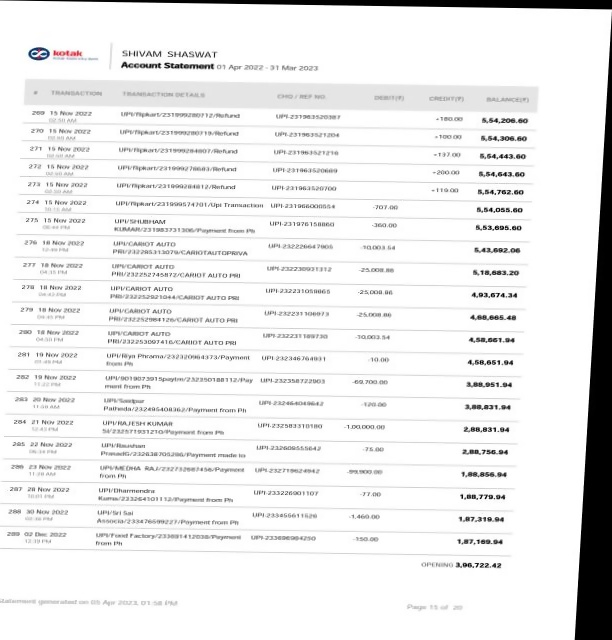 kotak
SHIVAM SHASWAT
Account Statement 01 Apr 2022 - 31 Mar 2023
# TRANSACTION TRANSACTION DETAILS CHQ / REF NO. DEBIT(₹) CREDIT(₹) BALANCE(₹)
269 15 Nov 2022 UPI/flipkart/231999280712/Refund UPI-231963520387 +180.00 5,54,206.60
02:50 AM
270 15 Nov 2022 UPI/flipkart/231999280719/Refund UPI-231963521204 +100.00 5,54,306.60
02:50 AM
271 15 Nov 2022 UPI/flipkart/231999284807/Refund UPI-231963521216 +137.00 5,54,443.60
02:50 AM
272 15 Nov 2022 UPI/flipkart/231999278683/Refund UPI-231963520689 +200.00 5,54,643.60
02:50 AM
273 15 Nov 2022 UPI/flipkart/231999284812/Refund UPI-231963520700 +119.00 5,54,762.60
02:50 AM
274 15 Nov 2022 UPI/flipkart/231999574701/Upi Transaction UPI-231966000554 -707.00 5,54,055.60
275 15 Nov 2022 UPI/SHUBHAM UPI-231976158860 -360.00 5,53,695.60
KUMAR/231983731306/Payment from Ph
276 18 Nov 2022 UPI/CARIOT AUTO UPI-232226647905 -10,003.54 5,43,692.06
PRI/232285313079/CARIOTAUTOPRIVA
277 18 Nov 2022 UPI/CARIOT AUTO UPI-232230931312 -25,008.86 5,18,683.20
04:35 PM PRI/232252745872/CARIOT AUTO PRI
278 18 Nov 2022 UPI/CARIOT AUTO UPI-232231059865 -25,008.86 4,93,674.34
04:43 PM PRI/232252921044/CARIOT AUTO PRI
279 18 Nov 2022 UPI/CARIOT AUTO UPI-232231106973 -25,008.86 4,68,665.48
04:45 PM PRI/232252984126/CARIOT AUTO PRI
280 18 Nov 2022 UPI/CARIOT AUTO UPI-232231189730 -10,003.54 4,58,661.94
04:50 PM PRI/232253097416/CARIOT AUTO PRI
281 19 Nov 2022 UPI/Riya Phrama/232320964373/Payment UPI-232346764931 -10.00 4,58,651.94
01:48 PM from Ph
282 19 Nov 2022 UPI/9019073915paytm/232350188112/Pay UPI-232358722903 -69,700.00 3,88,951.94
11:22 PM ment from Ph
283 20 Nov 2022 UPI/Saidpur UPI-232464049642 -120.00 3,88,831.94
11:59 AM Patheda/232495408362/Payment from Ph
284 21 Nov 2022 UPI/RAJESH KUMAR UPI-232583310180 -1,00,000.00 2,88,831.94
12:43 PM SI/232571931210/Payment from Ph
285 22 Nov 2022 UPI/Raushan UPI-232608555642 -75.00 2,88,756.94
06:34 PM PrasadG/232638705286/Payment made to
286 23 Nov 2022 UPI/MEDHA RAJ/232732687456/Payment UPI-232719624942 -99,900.00 1,88,856.94
11:28 AM from Ph
287 28 Nov 2022 UPI/Dharmendra UPI-233226901107 -77.00 1,88,779.94
10:01 PM Kuma/233264101112/Payment from Ph
288 30 Nov 2022 UPI/Sri Sai UPI-233455611526 -1,460.00 1,87,319.94
02:36 PM Associa/233476599227/Payment from Ph
289 02 Dec 2022 UPI/Food Factory/233691412038/Payment UPI-233696984250 -150.00 1,87,169.94
12:39 PM from Ph
OPENING 3,96,722.42
Statement generated on 05 Apr 2023, 01:58 PM
Page 15 of 20